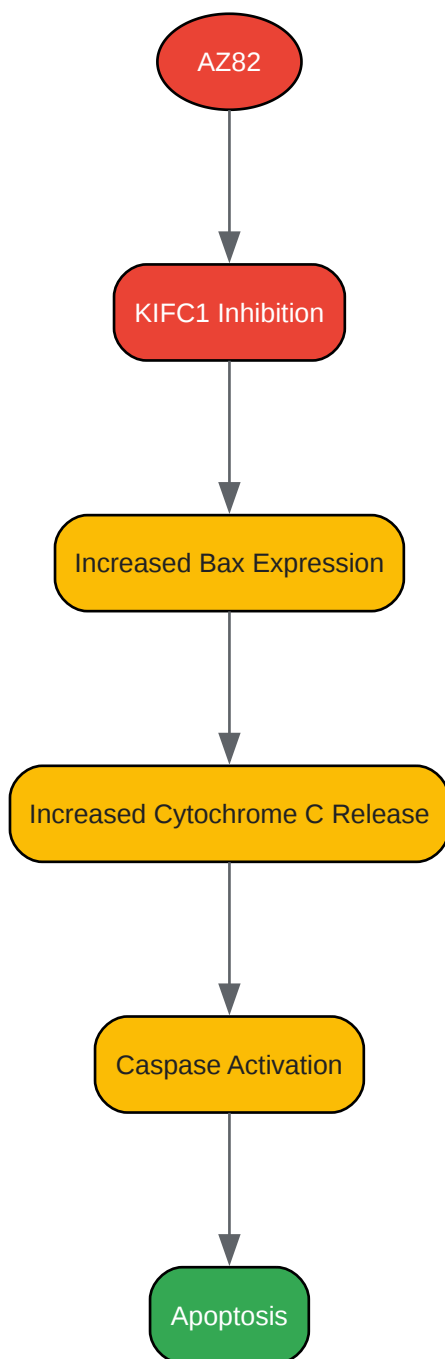 AZ82
KIFC1 Inhibition
Increased Bax Expression
Increased Cytochrome C Release
Caspase Activation
Apoptosis